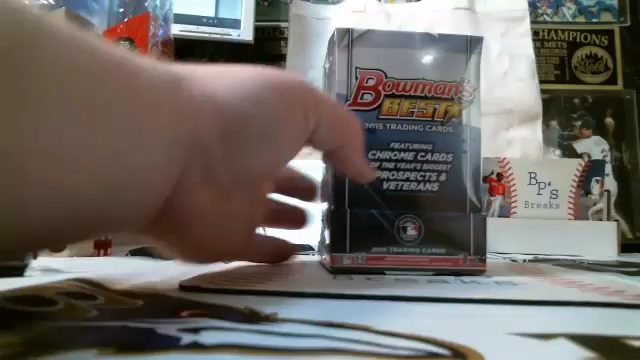 CHAMPIONS
METS
Bowman's
BEST
2015 TRADING CARDS
FEATURING
CHROME CARDS
OF THE YEAR'S BIGGEST
PROSPECTS &
VETERANS
2015 TRADING CARDS
BP's
Breaks